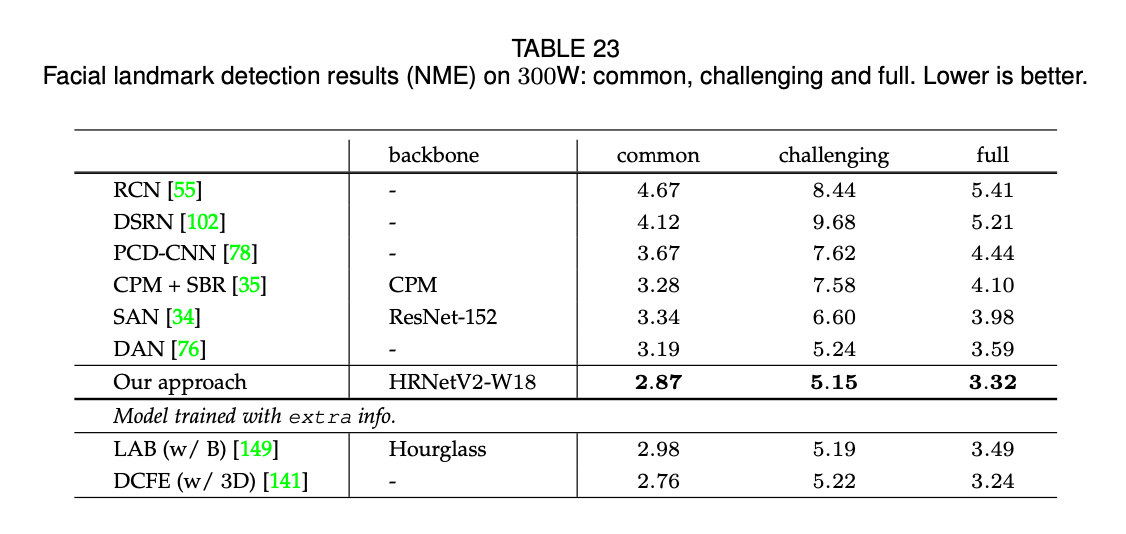 TABLE 23
Facial landmark detection results (NME) on 300W: common, challenging and full. Lower is better.
backbone common challenging full
RCN [55] - 4.67 8.44 5.41
DSRN [102] - 4.12 9.68 5.21
PCD-CNN [78] - 3.67 7.62 4.44
CPM + SBR [35] CPM 3.28 7.58 4.10
SAN [34] ResNet-152 3.34 6.60 3.98
DAN [76] - 3.19 5.24 3.59
Our approach HRNetV2-W18 2.87 5.15 3.32
Model trained with extra info.
LAB (w/ B) [149] Hourglass 2.98 5.19 3.49
DCFE (w/ 3D) [141] - 2.76 5.22 3.24